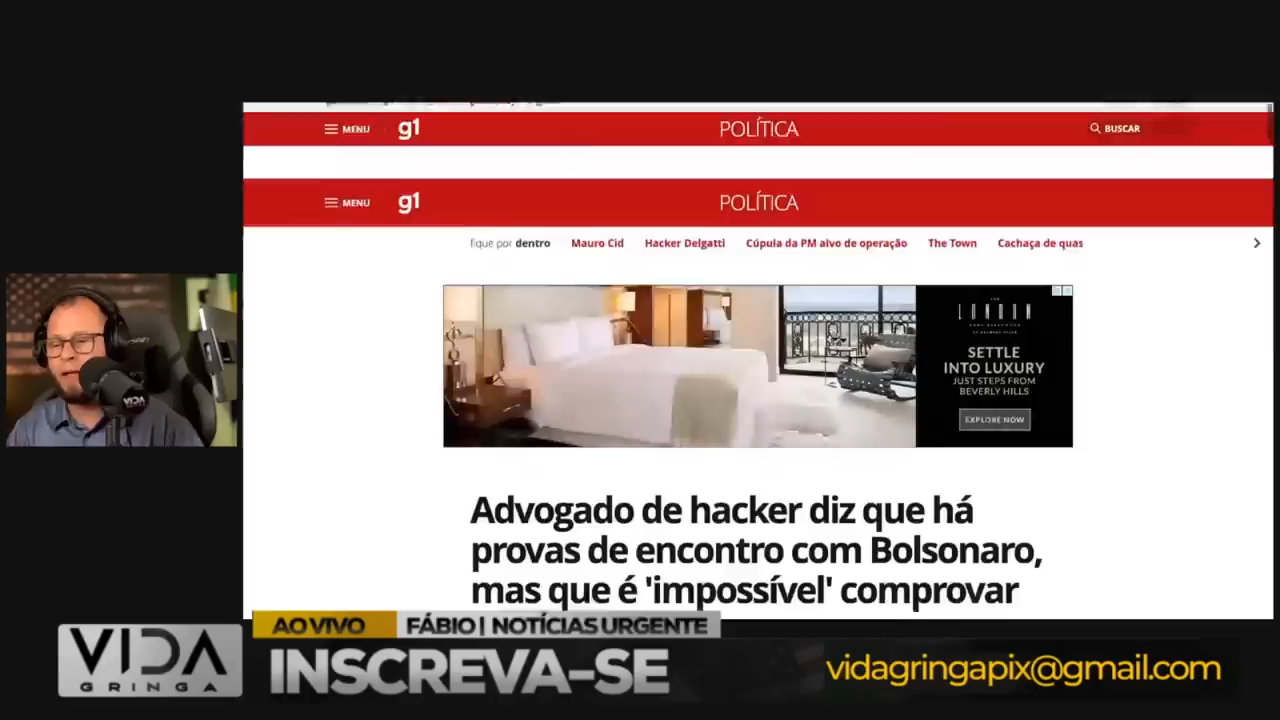 MENU
g1
POLÍTICA
BUSCAR
MENU
g1
POLÍTICA
fique por dentro
Mauro Cid
Hacker Delgatti
Cúpula da PM alvo de operação
The Town
Cachaça de quas
LONDON
SETTLE
INTO LUXURY
JUST STEPS FROM
BEVERLY HILLS
EXPLORE NOW
Advogado de hacker diz que há
provas de encontro com Bolsonaro,
mas que é 'impossível' comprovar
VIDA
AO VIVO
FÁBIO | NOTÍCIAS URGENTE
VIDA
GRINGA
INSCREVA-SE
vidagringapix@gmail.com